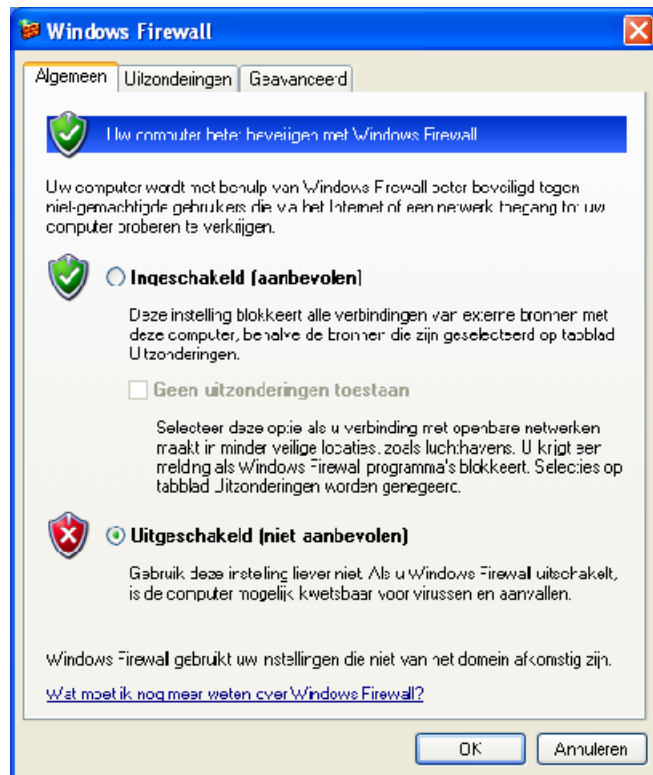 Windows Firewall
Algemeen Uitzonderingen Geavanceerd
Uw computer beter beveiligen met Windows Firewall
Uw computer wordt met behulp van Windows Firewall beter beveiligd tegen
niet-gemachtigde gebruikers die via het Internet of een netwerk toegang tot uw
computer proberen te verkrijgen.
Ingeschakeld (aanbevolen)
Deze instelling blokkeert alle verbindingen van externe bronnen met
deze computer, behalve de bronnen die zijn geselecteerd op tabblad
Uitzonderingen.
Geen uitzonderingen toestaan
Selecteer deze optie als u verbinding met openbare netwerken
maakt in minder veilige locaties, zoals luchthavens. U krijgt een
melding als Windows Firewall programma's blokkeert. Selecties op
tabblad Uitzonderingen worden genegeerd.
Uitgeschakeld (niet aanbevolen)
Gebruik deze instelling liever niet. Als u Windows Firewall uitschakelt,
is de computer mogelijk kwetsbaar voor virussen en aanvallen.
Windows Firewall gebruikt uw instellingen die niet van het domein afkomstig zijn.
Wat moet ik nog meer weten over Windows Firewall?
OK Annuleren